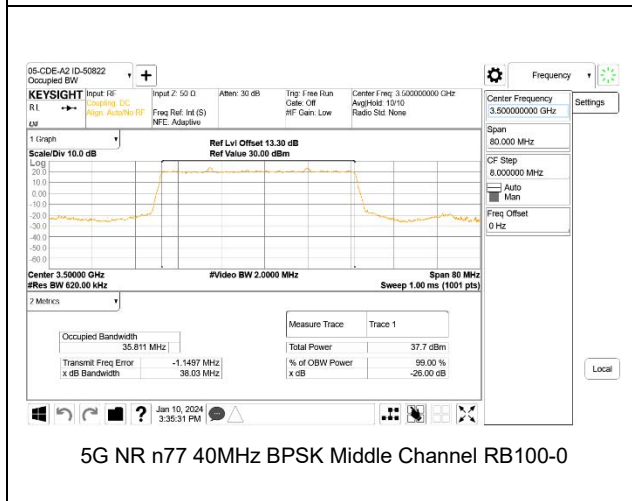 05-CDE-A2 ID-50822
Occupied BW
Frequency
KEYSIGHT
Input: RF
Coupling: DC
Align: Auto/No RF
Input Z: 50 Ω
Freq Ref: Int (S)
NFE: Adaptive
Atten: 30 dB
Trig: Free Run
Gate: Off
#IF Gain: Low
Center Freq: 3.500000000 GHz
Avg|Hold: 10/10
Radio Std: None
RL
1 Graph
Scale/Div 10.0 dB
Ref Lvl Offset 13.30 dB
Ref Value 30.00 dBm
Log
20.0
10.0
0.0
-10.0
-20.0
-30.0
-40.0
-50.0
-60.0
Center 3.50000 GHz
#Res BW 620.00 kHz
#Video BW 2.0000 MHz
Span 80 MHz
Sweep 1.00 ms (1001 pts)
2 Metrics
Occupied Bandwidth
35.811 MHz
Transmit Freq Error -1.1497 MHz
x dB Bandwidth 38.03 MHz
Measure Trace Trace 1
Total Power 37.7 dBm
% of OBW Power 99.00 %
x dB -26.00 dB
Center Frequency
3.500000000 GHz
Settings
Span
80.000 MHz
CF Step
8.000000 MHz
Auto
Man
Freq Offset
0 Hz
Local
Jan 10, 2024
3:35:31 PM
5G NR n77 40MHz BPSK Middle Channel RB100-0